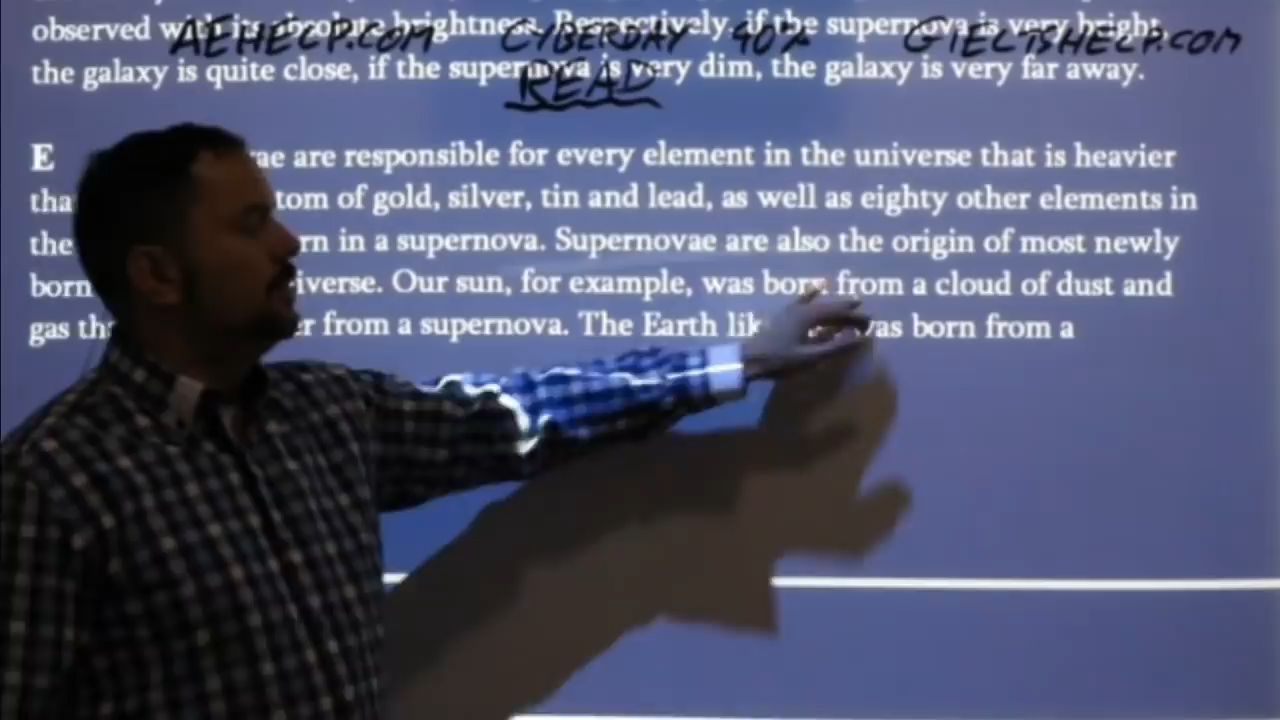 observed with its absolute brightness. Respectively, if the supernova is very bright,
AEHELP.com CYBERDAY 90% GIELTSHELP.com
the galaxy is quite close, if the supernova is very dim, the galaxy is very far away.
READ
E ae are responsible for every element in the universe that is heavier
tha tom of gold, silver, tin and lead, as well as eighty other elements in
the rn in a supernova. Supernovae are also the origin of most newly
born iverse. Our sun, for example, was born from a cloud of dust and
gas tha er from a supernova. The Earth lik was born from a